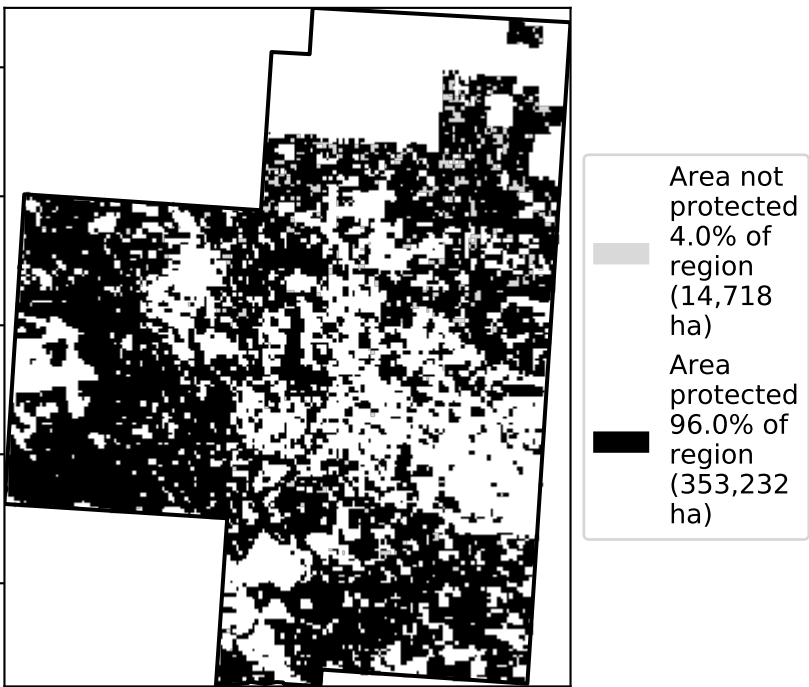 Area not
protected
4.0% of
region
(14,718
ha)
Area
protected
96.0% of
region
(353,232
ha)